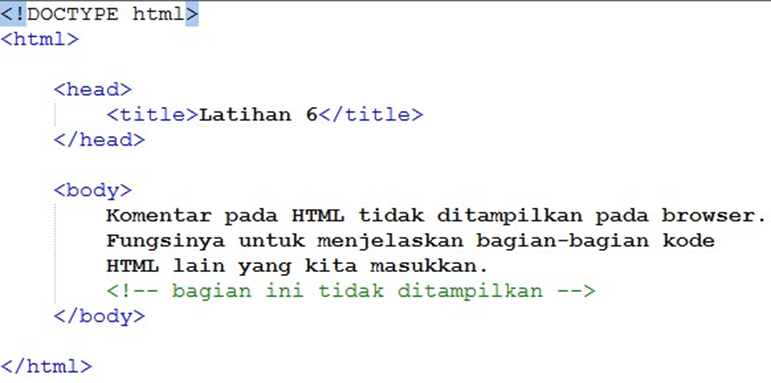 <!DOCTYPE html>
<html>
<head>
<title>Latihan 6</title>
</head>
<body>
Komentar pada HTML tidak ditampilkan pada browser.
Fungsinya untuk menjelaskan bagian-bagian kode
HTML lain yang kita masukkan.
<!-- bagian ini tidak ditampilkan -->
</body>
</html>